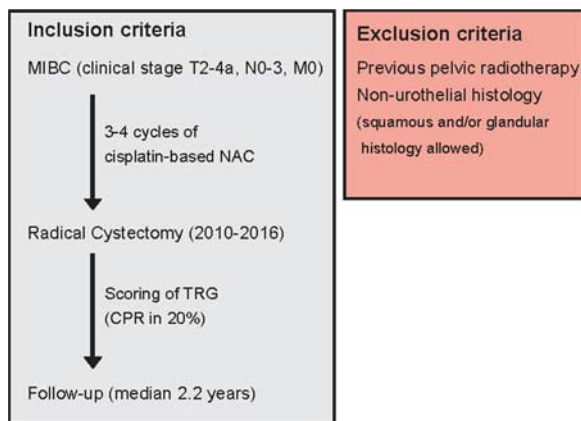 Inclusion criteria
MIBC (clinical stage T2-4a, N0-3, M0)
3-4 cycles of
cisplatin-based NAC
Radical Cystectomy (2010-2016)
Scoring of TRG
(CPR in 20%)
Follow-up (median 2.2 years)
Exclusion criteria
Previous pelvic radiotherapy
Non-urothelial histology
(squamous and/or glandular
histology allowed)